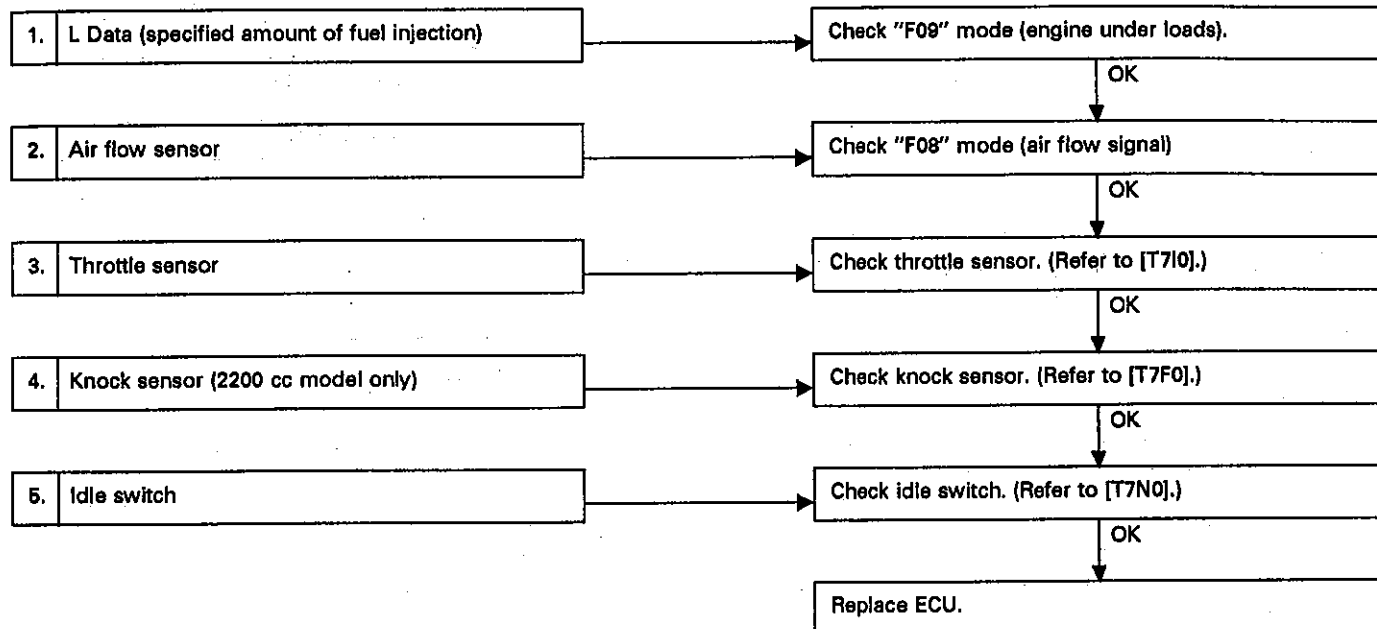 1. L Data (specified amount of fuel injection)
Check "F09" mode (engine under loads).
OK
2. Air flow sensor
Check "F08" mode (air flow signal)
OK
3. Throttle sensor
Check throttle sensor. (Refer to [T7I0].)
OK
4. Knock sensor (2200 cc model only)
Check knock sensor. (Refer to [T7F0].)
OK
5. Idle switch
Check idle switch. (Refer to [T7N0].)
OK
Replace ECU.